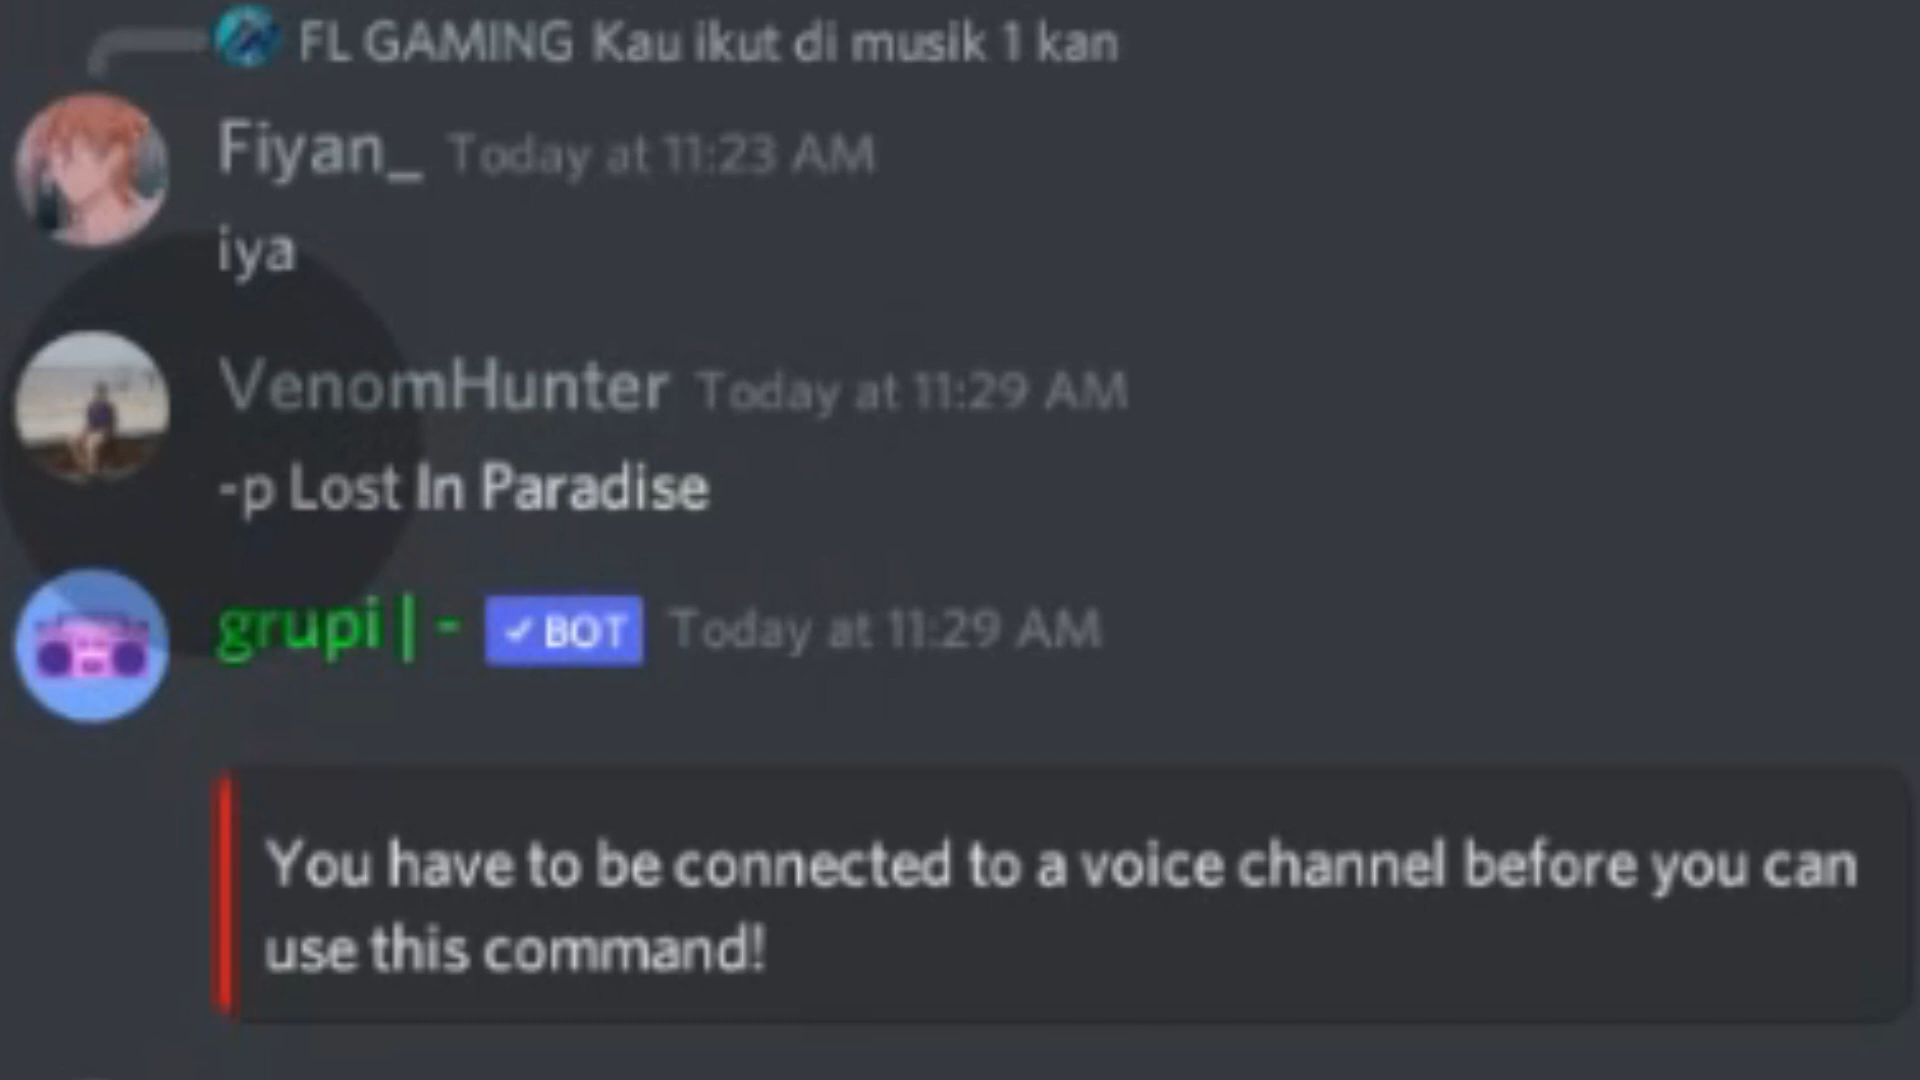 FL GAMING Kau ikut di musik 1 kan
Fiyan_ Today at 11:23 AM
iya
VenomHunter Today at 11:29 AM
-p Lost In Paradise
grupi | - ✓ BOT Today at 11:29 AM
You have to be connected to a voice channel before you can
use this command!